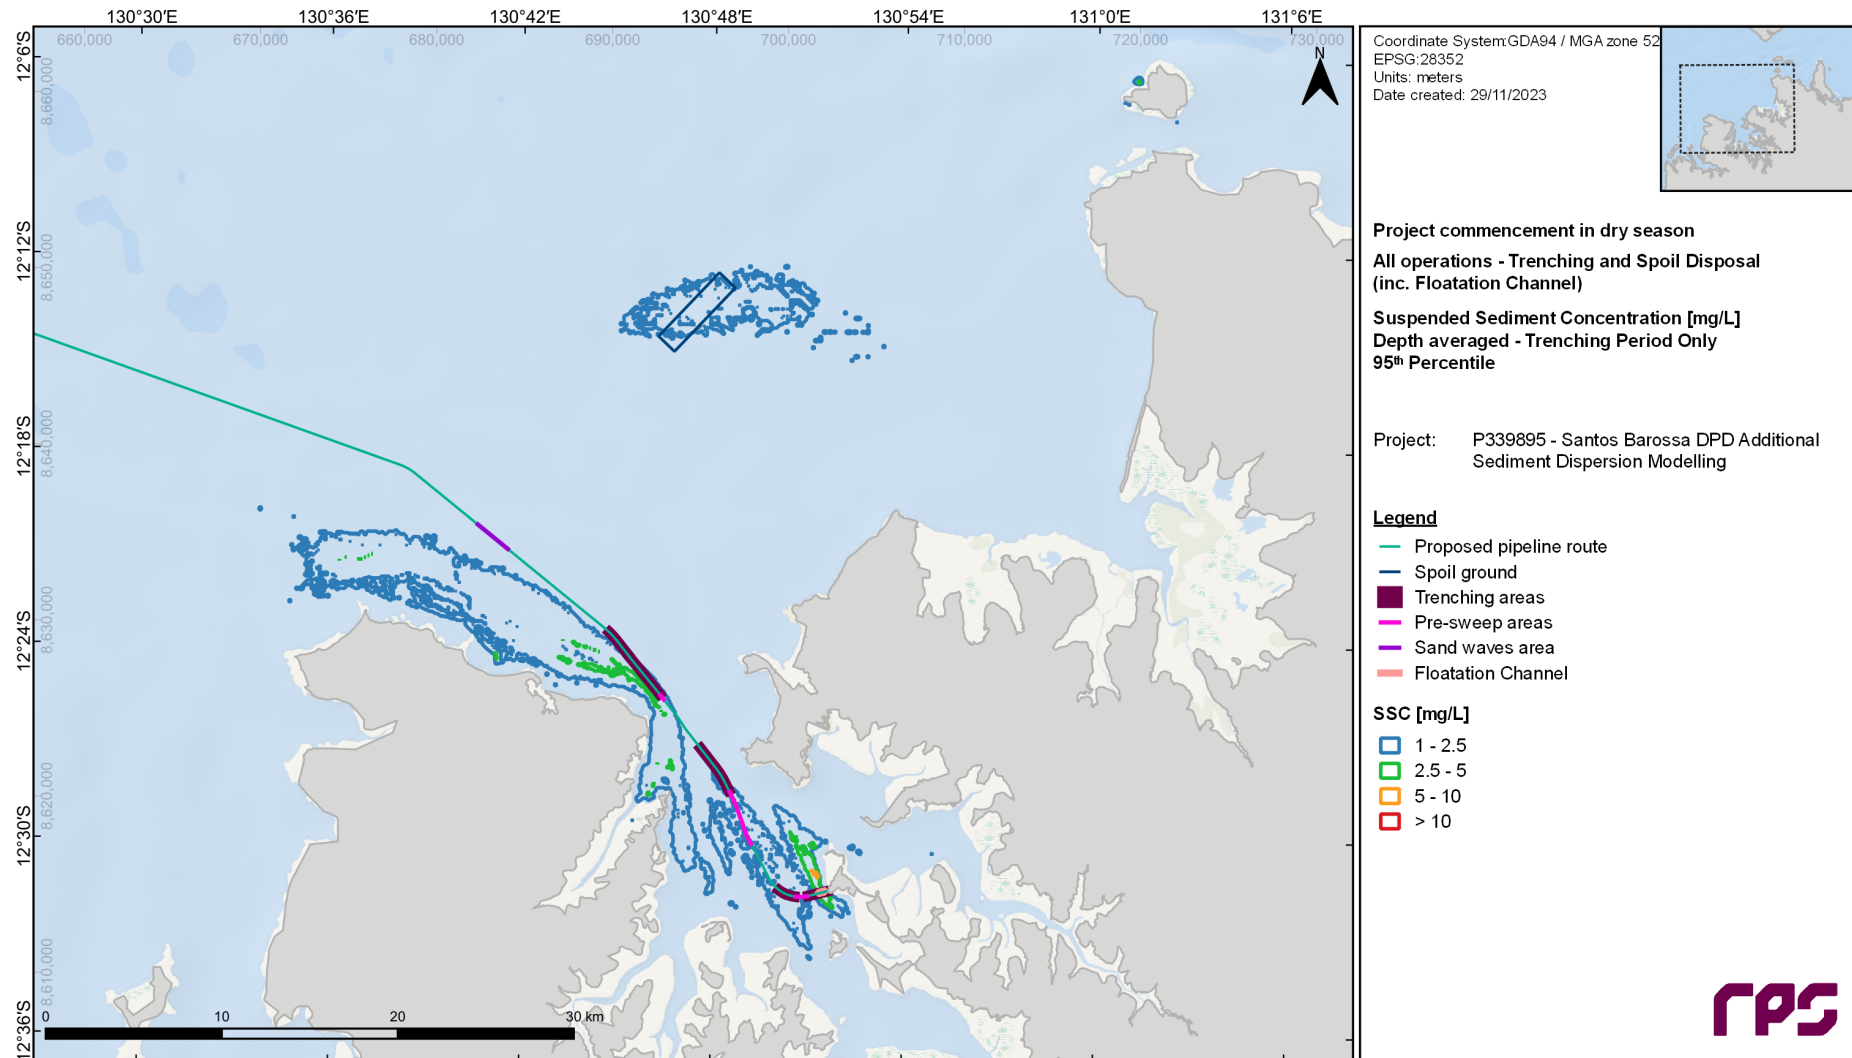 130°30'E 130°36'E 130°42'E 130°48'E 130°54'E 131°0'E 131°6'E
660,000 670,000 680,000 690,000 700,000 710,000 720,000 730,000
12°6'S
8,660,000
12°12'S
8,650,000
12°18'S
8,640,000
12°24'S
8,630,000
12°30'S
8,620,000
12°36'S
8,610,000
N
0 10 20 30 km
Coordinate System:GDA94 / MGA zone 52
EPSG:28352
Units: meters
Date created: 29/11/2023
Project commencement in dry season
All operations - Trenching and Spoil Disposal
(inc. Floatation Channel)
Suspended Sediment Concentration [mg/L]
Depth averaged - Trenching Period Only
95th Percentile
Project: P339895 - Santos Barossa DPD Additional
Sediment Dispersion Modelling
Legend
Proposed pipeline route
Spoil ground
Trenching areas
Pre-sweep areas
Sand waves area
Floatation Channel
SSC [mg/L]
1 - 2.5
2.5 - 5
5 - 10
> 10
rps